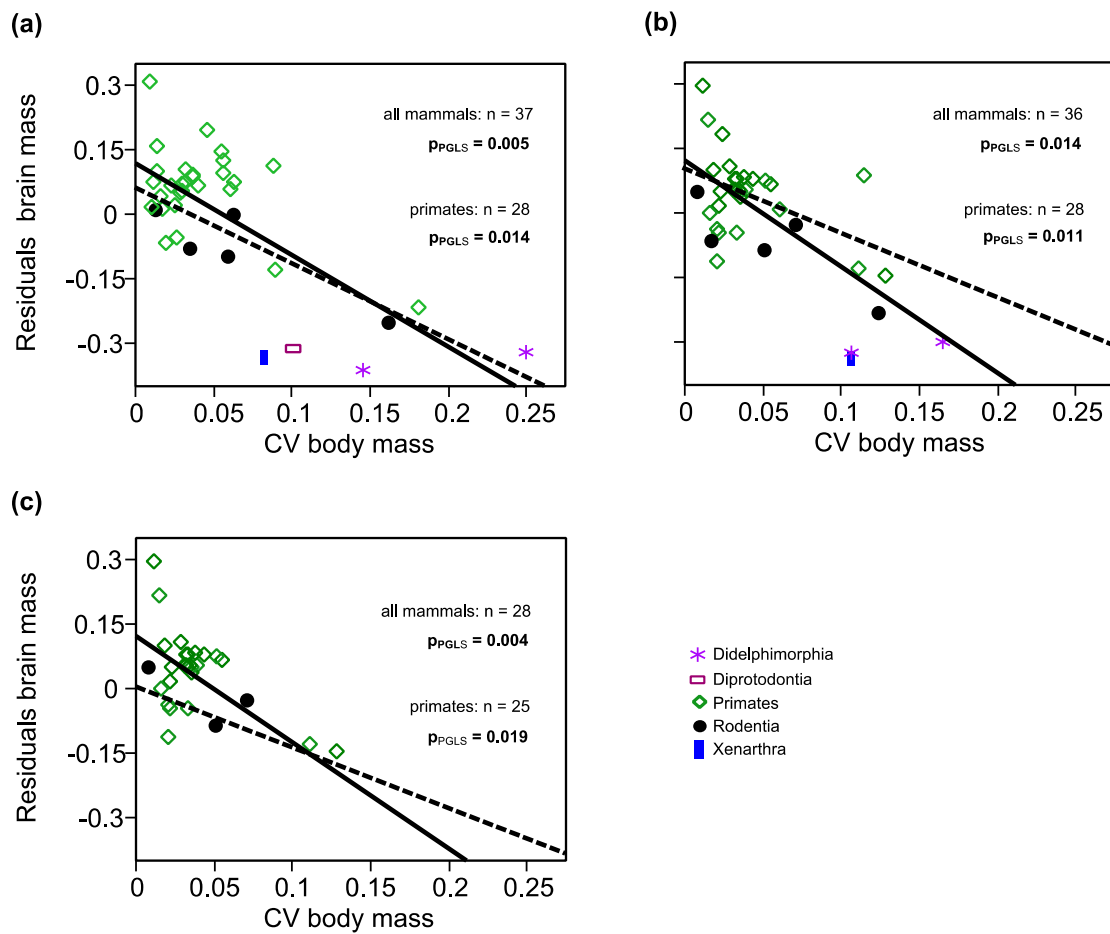 (a)
0.3
0.15
0
-0.15
-0.3
Residuals brain mass
all mammals: n = 37
pPGLS = 0.005
primates: n = 28
pPGLS = 0.014
0 0.05 0.1 0.15 0.2 0.25
CV body mass
(b)
all mammals: n = 36
pPGLS = 0.014
primates: n = 28
pPGLS = 0.011
0 0.05 0.1 0.15 0.2 0.25
CV body mass
(c)
0.3
0.15
0
-0.15
-0.3
Residuals brain mass
all mammals: n = 28
pPGLS = 0.004
primates: n = 25
pPGLS = 0.019
0 0.05 0.1 0.15 0.2 0.25
CV body mass
Didelphimorphia
Diprotodontia
Primates
Rodentia
Xenarthra